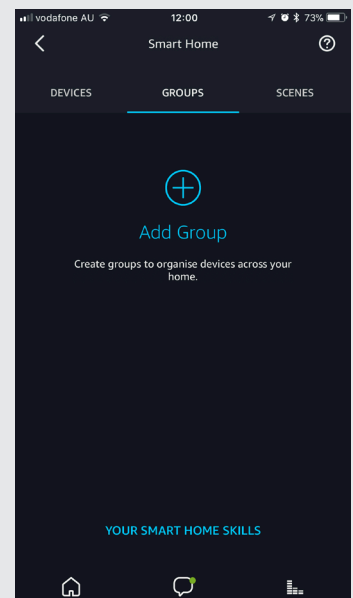 vodafone AU 12:00 73%
Smart Home
DEVICES GROUPS SCENES
Add Group
Create groups to organise devices across your
home.
YOUR SMART HOME SKILLS